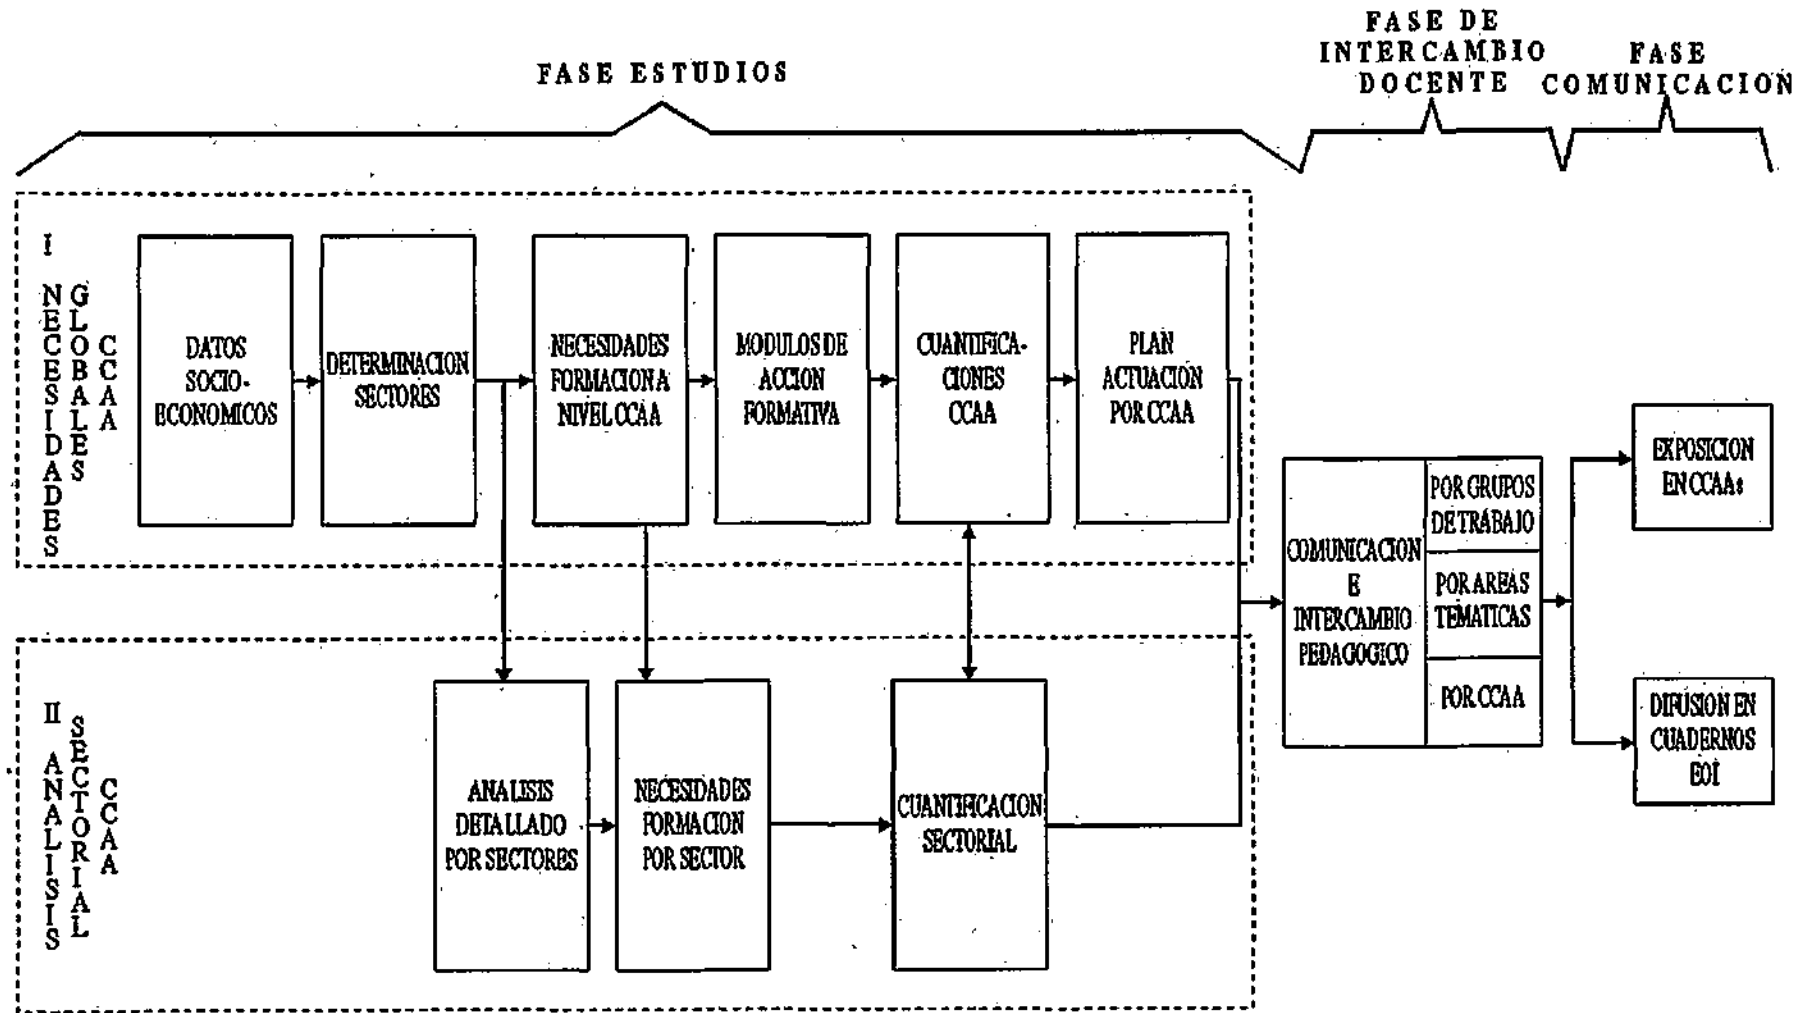 FASE ESTUDIOS
FASE DE
INTERCAMBIO
DOCENTE
FASE
COMUNICACION
I NECESIDADES
GLOBALES
CCAA
DATOS
SOCIO-
ECONOMICOS
DETERMINACION
SECTORES
NECESIDADES
FORMACION A
NIVEL CCAA
MODULOS DE
ACCION
FORMATIVA
CUANTIFICA-
CIONES
CCAA
PLAN
ACTUACION
POR CCAA
COMUNICACION
E
INTERCAMBIO
PEDAGOGICO
POR GRUPOS
DE TRABAJO
POR AREAS
TEMATICAS
POR CCAA
EXPOSICION
EN CCAAs
DIFUSION EN
CUADERNOS
EOI
II ANALISIS
SECTORIAL
CCAA
ANALISIS
DETALLADO
POR SECTORES
NECESIDADES
FORMACION
POR SECTOR
CUANTIFICACION
SECTORIAL